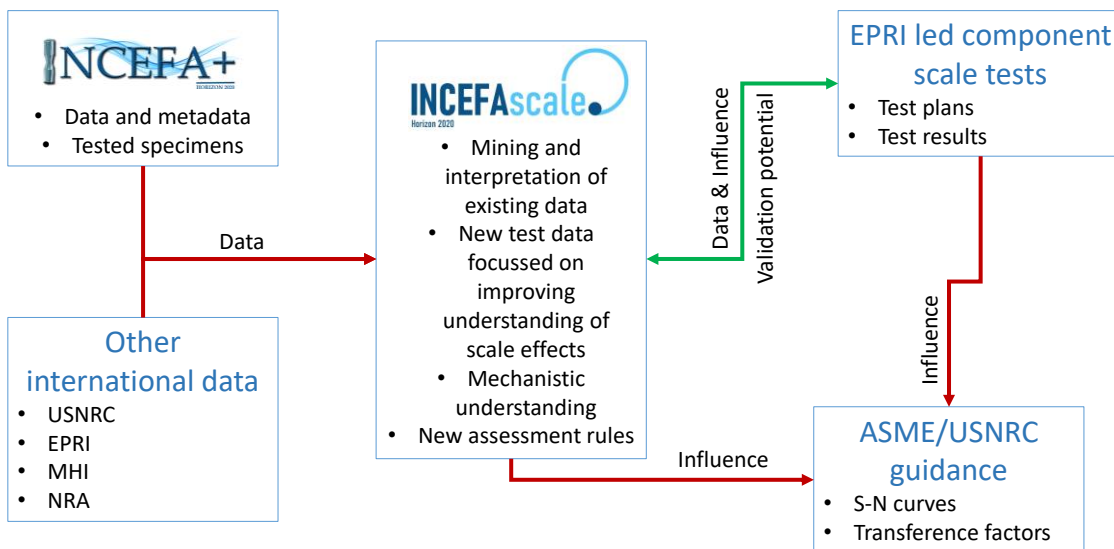 INCEFA+
HORIZON 2020
• Data and metadata
• Tested specimens
Data
Other
international data
• USNRC
• EPRI
• MHI
• NRA
INCEFAscale
Horizon 2020
• Mining and
interpretation of
existing data
• New test data
focussed on
improving
understanding of
scale effects
• Mechanistic
understanding
• New assessment rules
Data & Influence
Validation potential
EPRI led component
scale tests
• Test plans
• Test results
Influence
Influence
ASME/USNRC
guidance
• S-N curves
• Transference factors